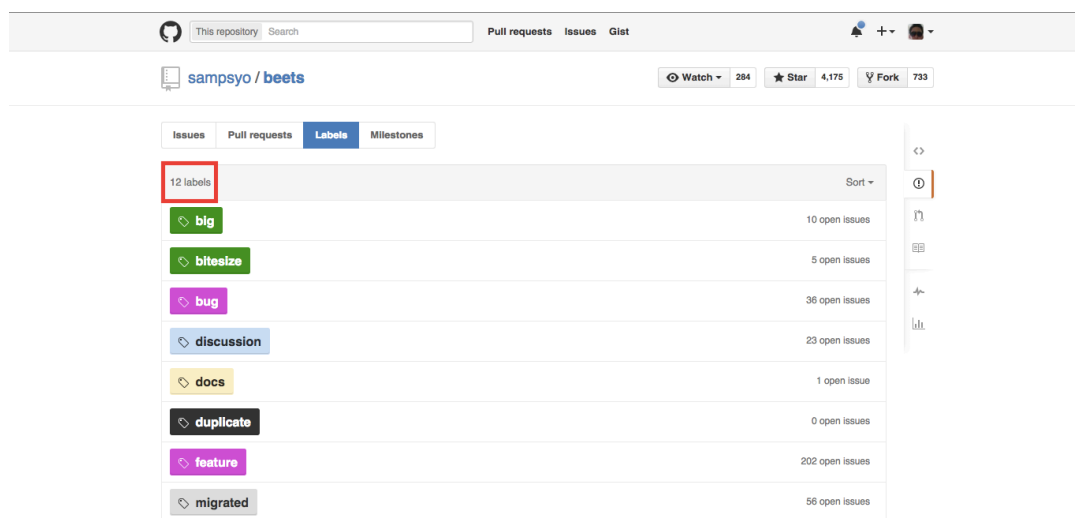 This repository Search Pull requests Issues Gist
sampsyo / beets Watch 284 Star 4,175 Fork 733
Issues Pull requests Labels Milestones
12 labels Sort
big 10 open issues
bitesize 5 open issues
bug 36 open issues
discussion 23 open issues
docs 1 open issue
duplicate 0 open issues
feature 202 open issues
migrated 56 open issues